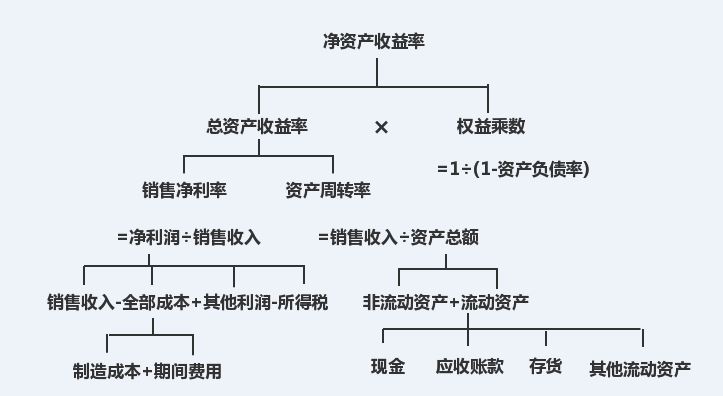 净资产收益率
总资产收益率 × 权益乘数
=1÷(1-资产负债率)
销售净利率 资产周转率
=净利润÷销售收入 =销售收入÷资产总额
销售收入-全部成本+其他利润-所得税 非流动资产+流动资产
制造成本+期间费用 现金 应收账款 存货 其他流动资产